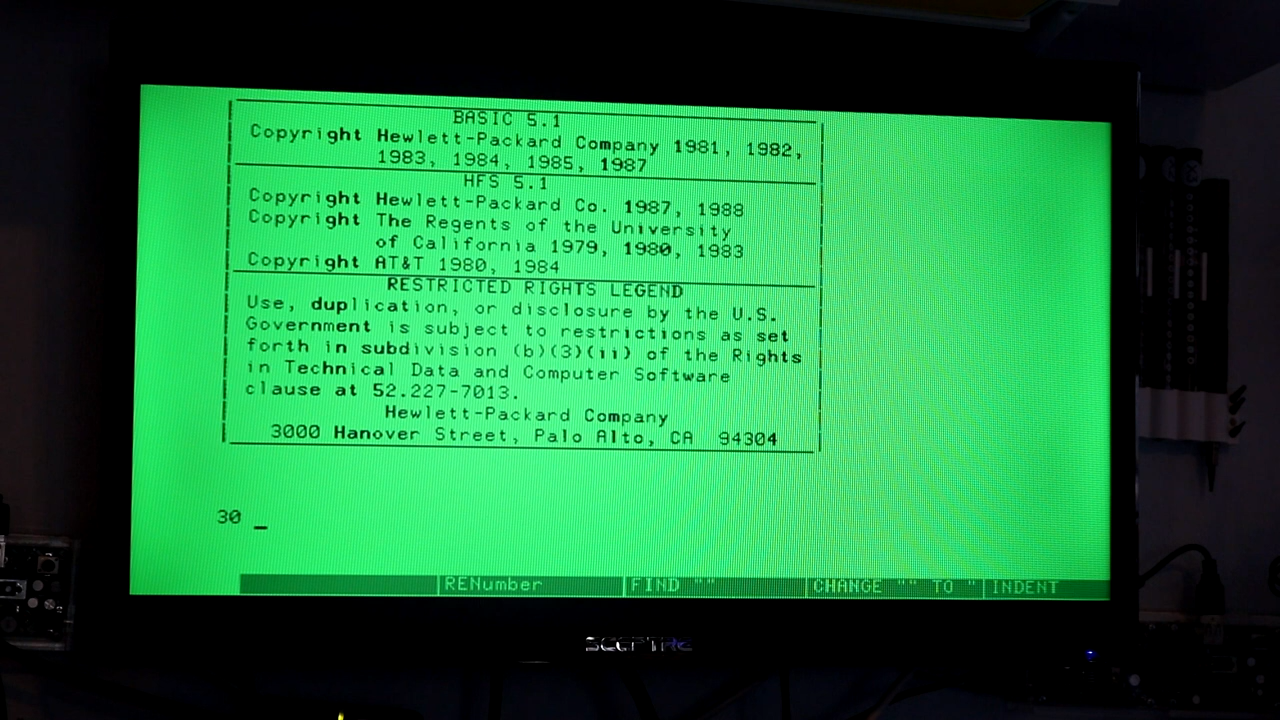 BASIC 5.1
Copyright Hewlett-Packard Company 1981, 1982,
1983, 1984, 1985, 1987
HFS 5.1
Copyright Hewlett-Packard Co. 1987, 1988
Copyright The Regents of the University
of California 1979, 1980, 1983
Copyright AT&T 1980, 1984
RESTRICTED RIGHTS LEGEND
Use, duplication, or disclosure by the U.S.
Government is subject to restrictions as set
forth in subdivision (b)(3)(ii) of the Rights
in Technical Data and Computer Software
clause at 52.227-7013.
Hewlett-Packard Company
3000 Hanover Street, Palo Alto, CA 94304
30 _
RENumber FIND "" CHANGE "" TO " INDENT
SCEPTRE